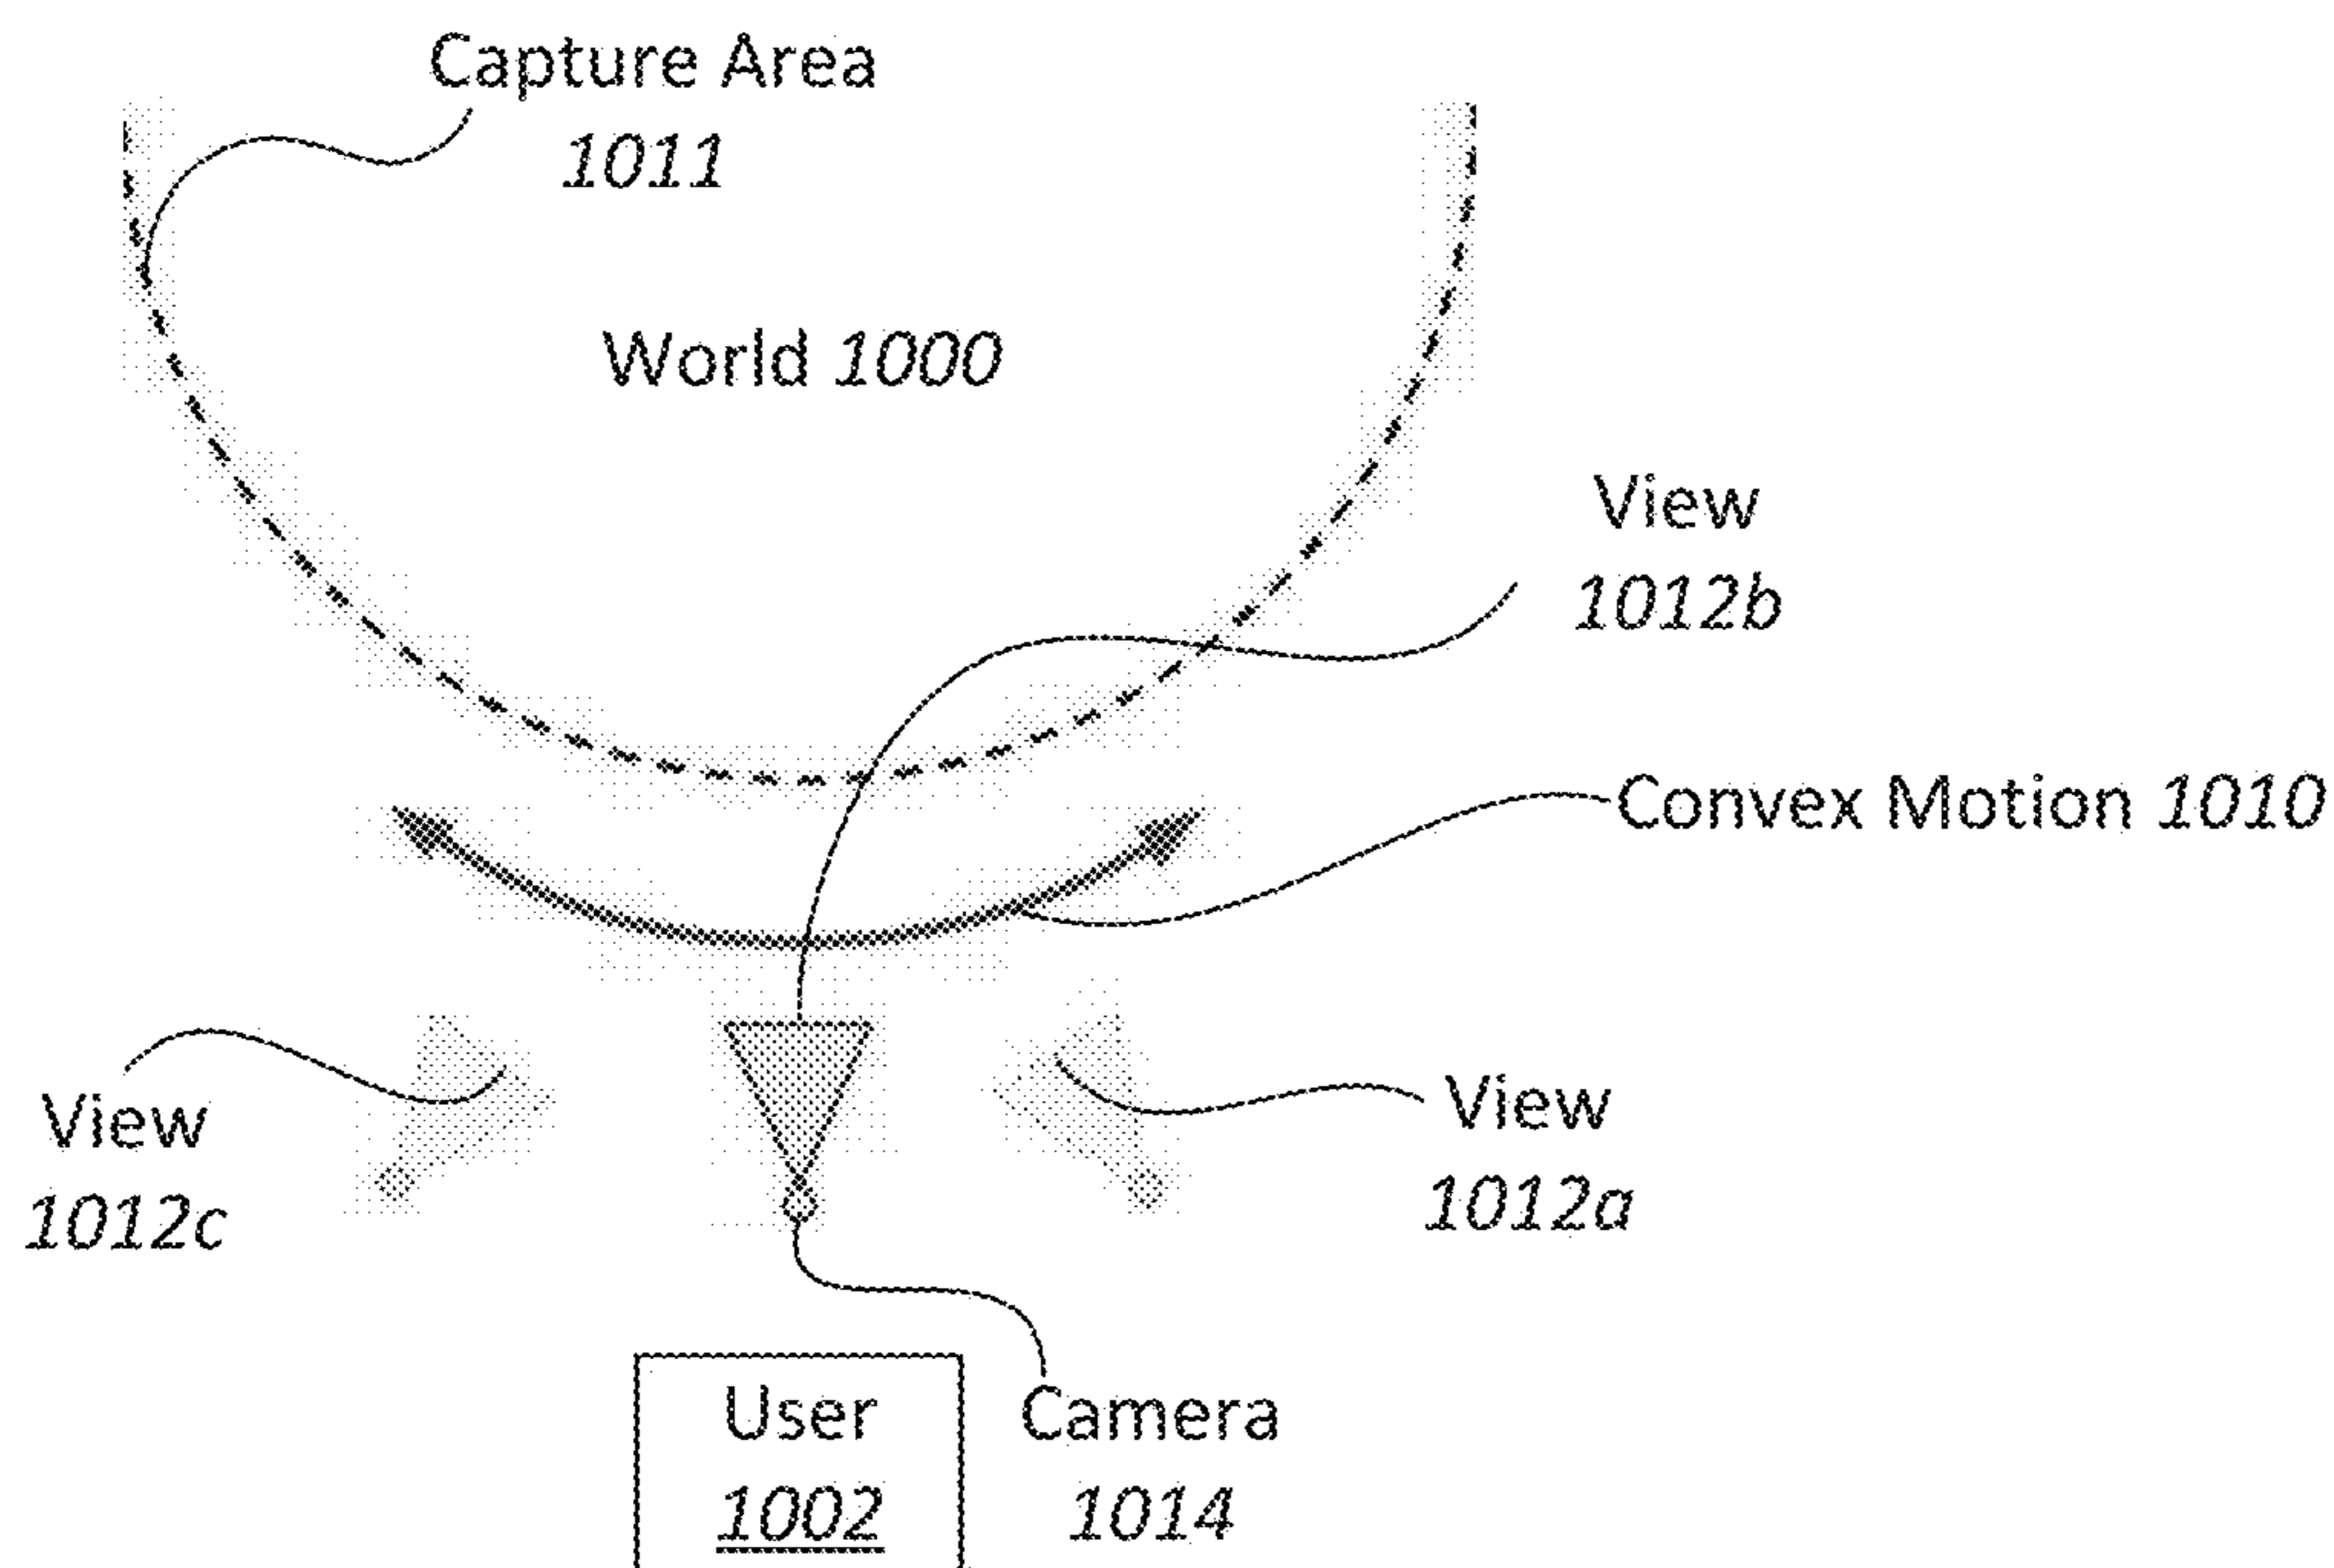 Capture Area
1011
World 1000
View
1012b
Convex Motion 1010
View
1012c
View
1012a
User
1002
Camera
1014